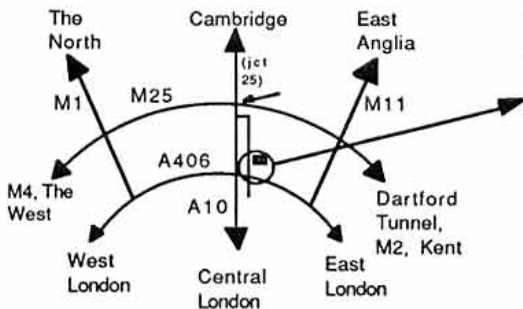 The
North
Cambridge
East
Anglia
(jct
25)
M1
M25
M11
A406
M4, The
West
A10
Dartford
Tunnel,
M2, Kent
West
London
Central
London
East
London